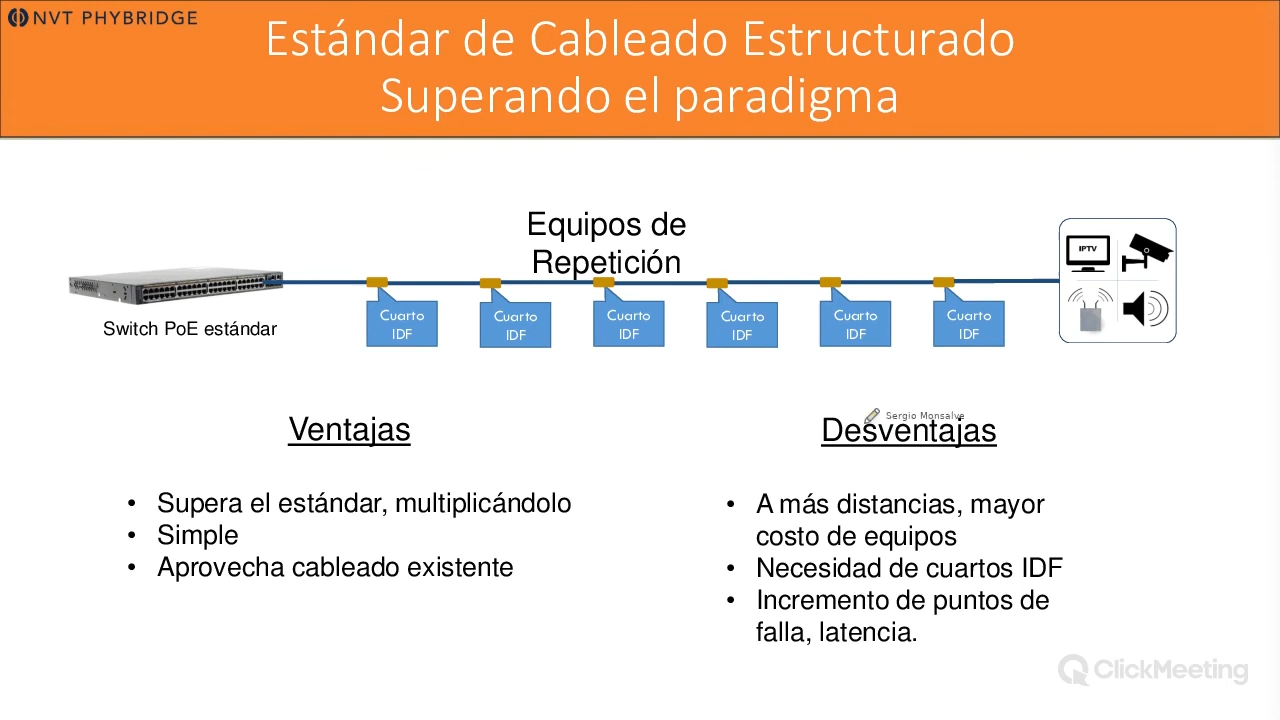 NVT PHYBRIDGE
Estándar de Cableado Estructurado
Superando el paradigma
Equipos de
Repetición
IPTV
Switch PoE estándar
Cuarto
IDF
Cuarto
IDF
Cuarto
IDF
Cuarto
IDF
Cuarto
IDF
Cuarto
IDF
Ventajas
• Supera el estándar, multiplicándolo
• Simple
• Aprovecha cableado existente
Sergio Monsalve
Desventajas
• A más distancias, mayor
costo de equipos
• Necesidad de cuartos IDF
• Incremento de puntos de
falla, latencia.
ClickMeeting